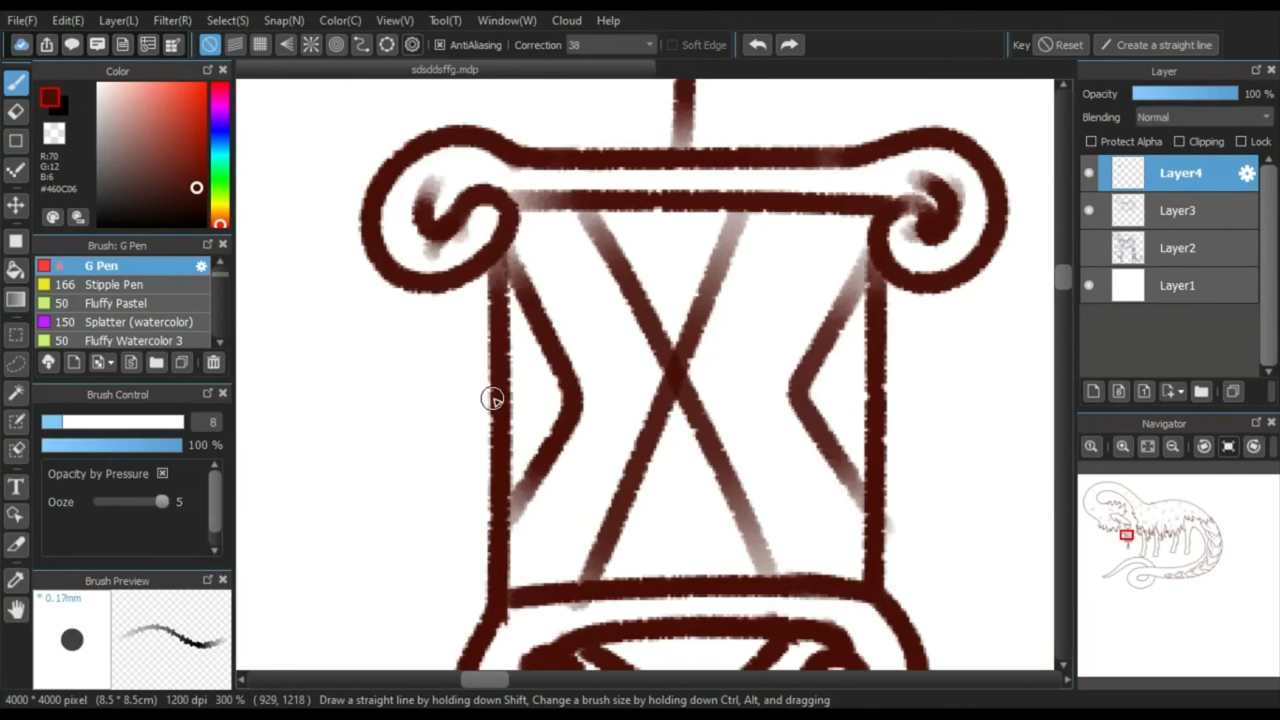 File(F) Edit(E) Layer(L) Filter(R) Select(S) Snap(N) Color(C) View(V) Tool(T) Window(W) Cloud Help
AntiAliasing Correction 38 Soft Edge Key Reset Create a straight line
sdsddsffg.mdp
Color
R:70
G:12
B:6
#460C06
Brush: G Pen
8 G Pen
166 Stipple Pen
50 Fluffy Pastel
150 Splatter (watercolor)
50 Fluffy Watercolor 3
Brush Control
8
100 %
Opacity by Pressure
Ooze 5
Brush Preview
* 0.17mm
Layer
Opacity 100 %
Blending Normal
Protect Alpha Clipping Lock
Layer4
Layer3
Layer2
Layer1
Navigator
4000 * 4000 pixel (8.5 * 8.5cm) 1200 dpi 300 % ( 929, 1218 ) Draw a straight line by holding down Shift, Change a brush size by holding down Ctrl, Alt, and dragging